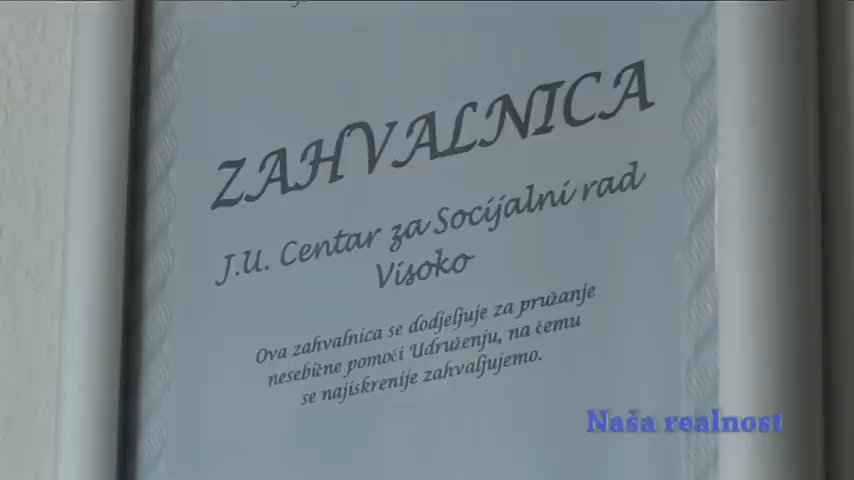 ZAHVALNICA
J.U. Centar za Socijalni rad
Visoko
Ova zahvalnica se dodjeljuje za pružanje
nesebične pomoći Udruženju, na čemu
se najiskrenije zahvaljujemo.
Naša realnost